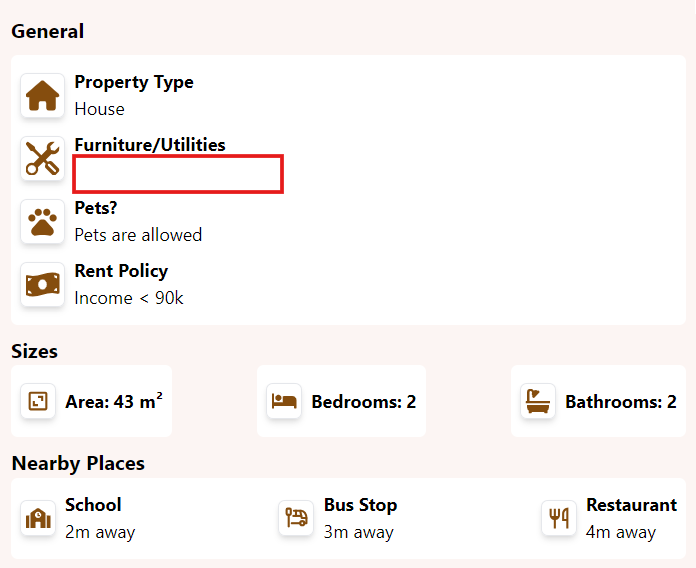 General
Property Type
House
Furniture/Utilities
Pets?
Pets are allowed
Rent Policy
Income < 90k
Sizes
Area: 43 m²
Bedrooms: 2
Bathrooms: 2
Nearby Places
School
2m away
Bus Stop
3m away
Restaurant
4m away